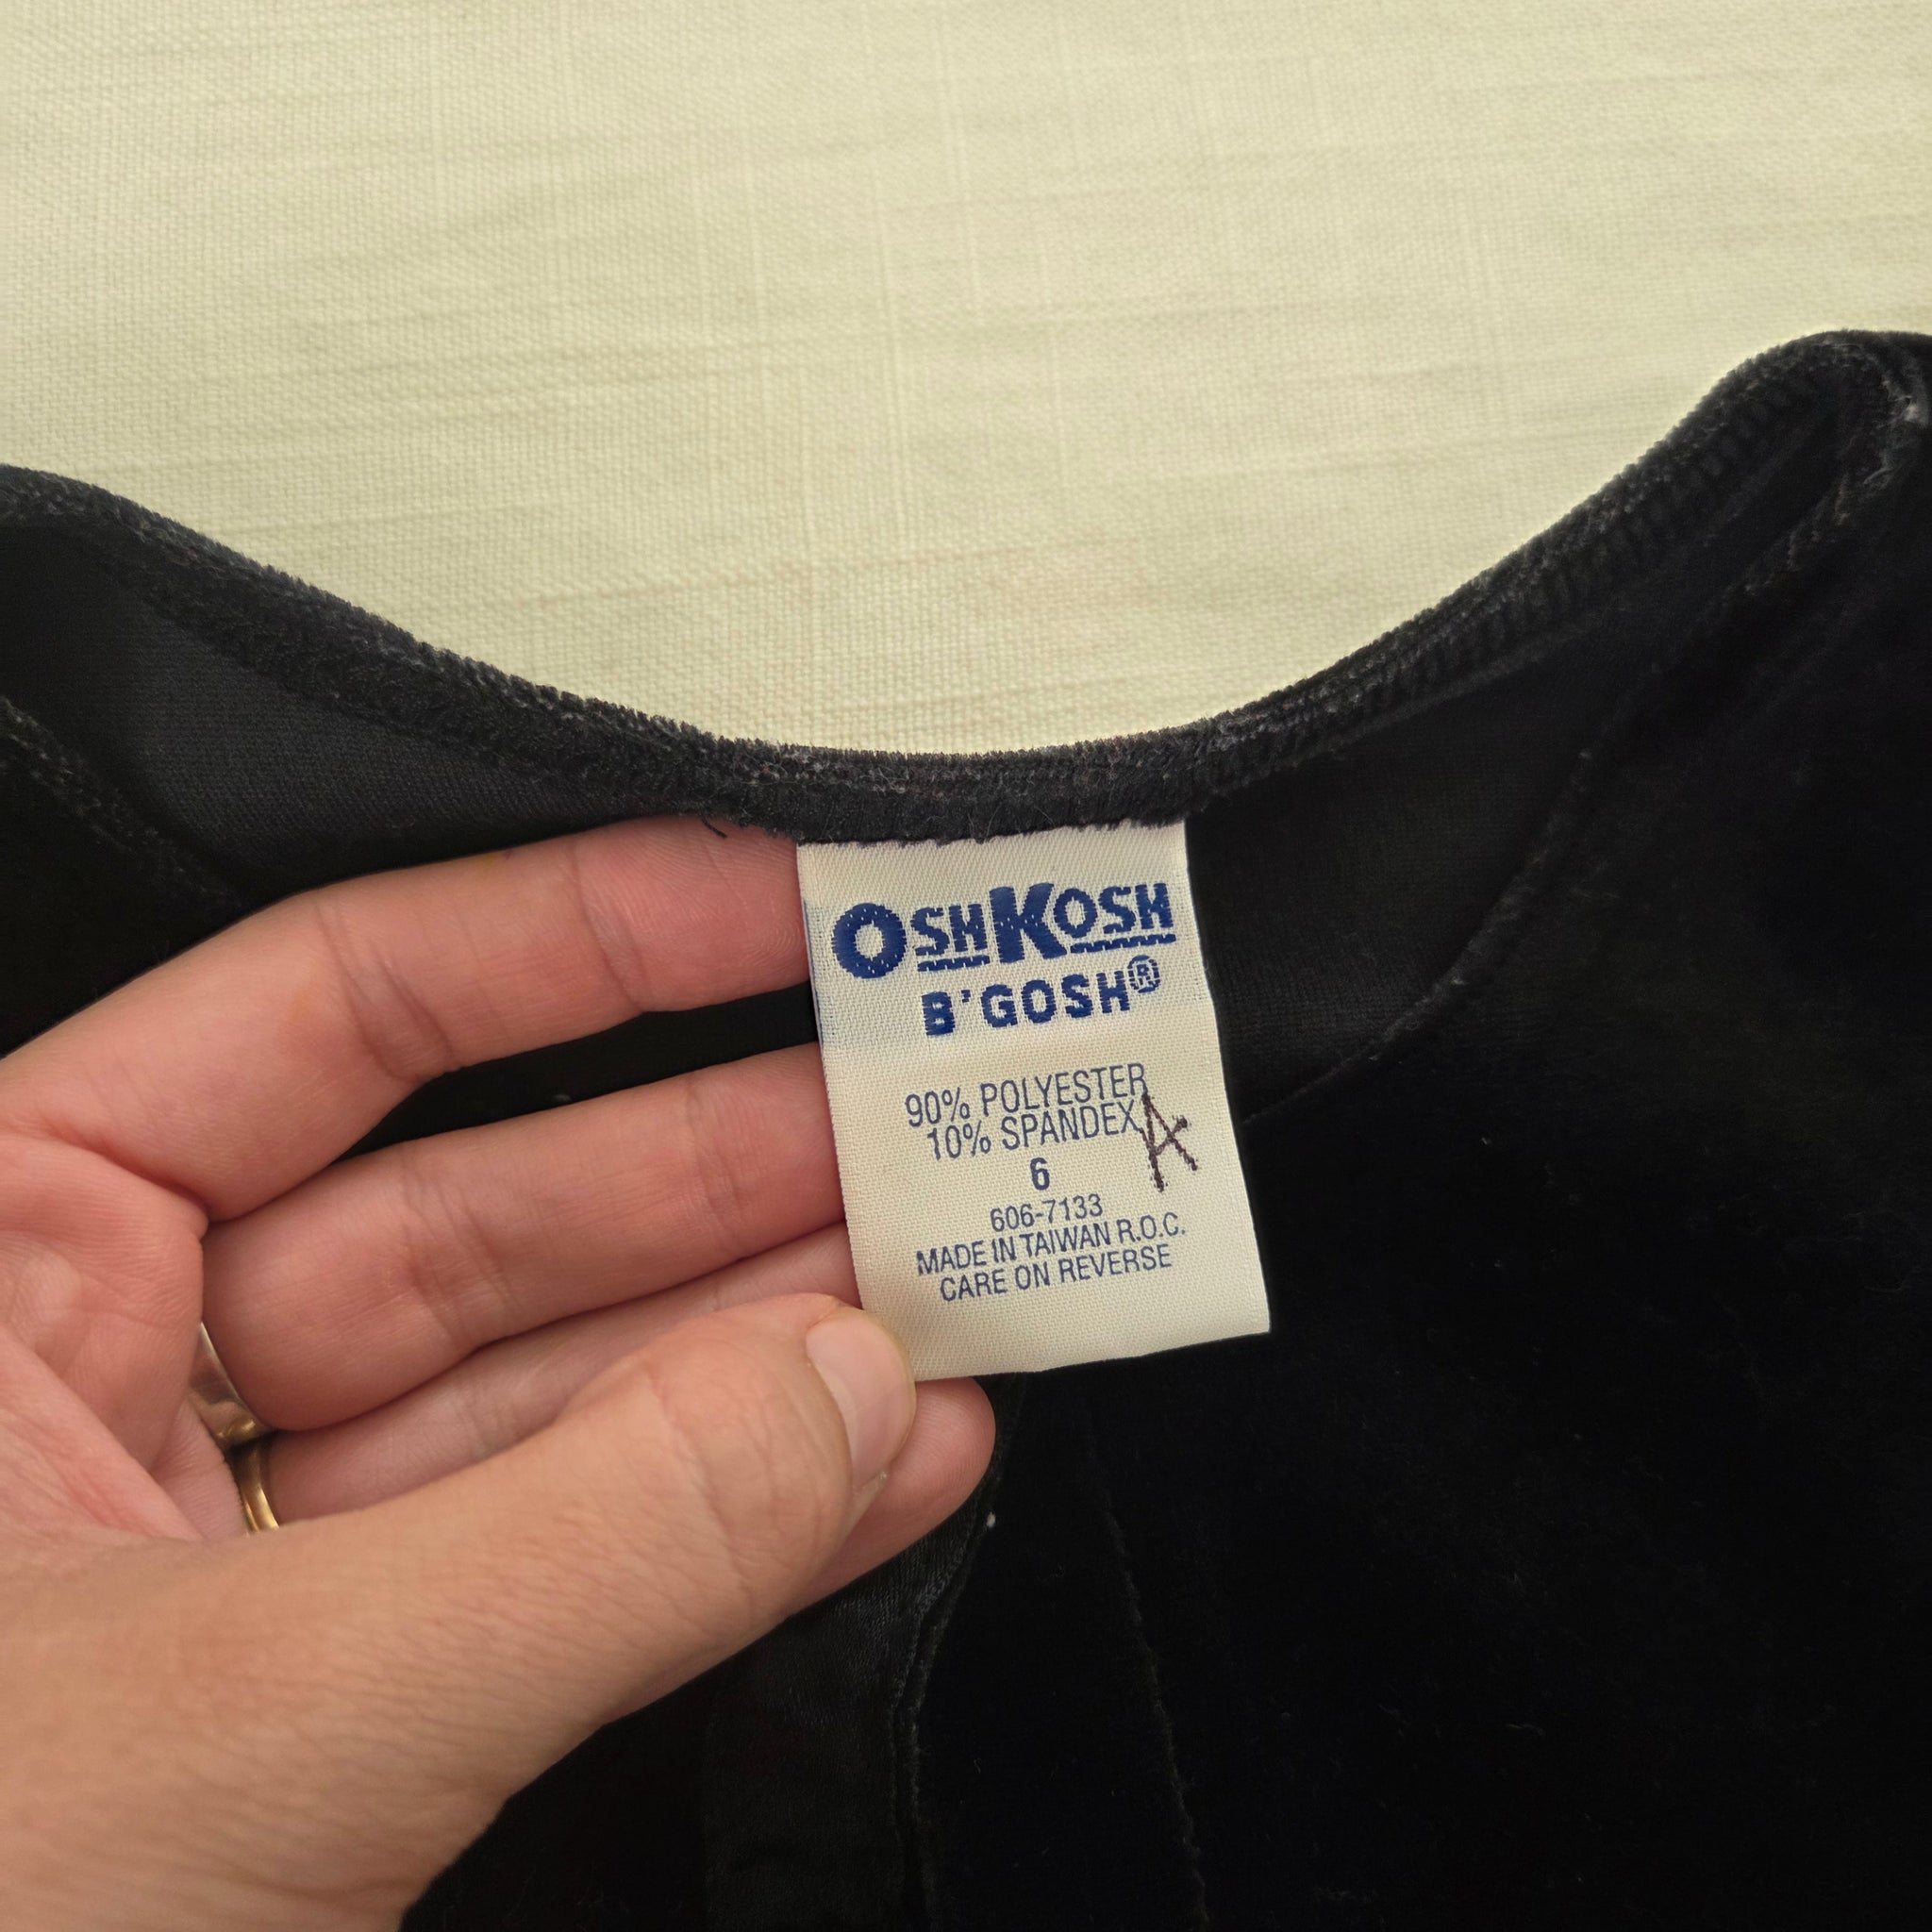 OSHKOSH
B'GOSH®
90% POLYESTER
10% SPANDEX
A
6
606-7133
MADE IN TAIWAN R.O.C.
CARE ON REVERSE